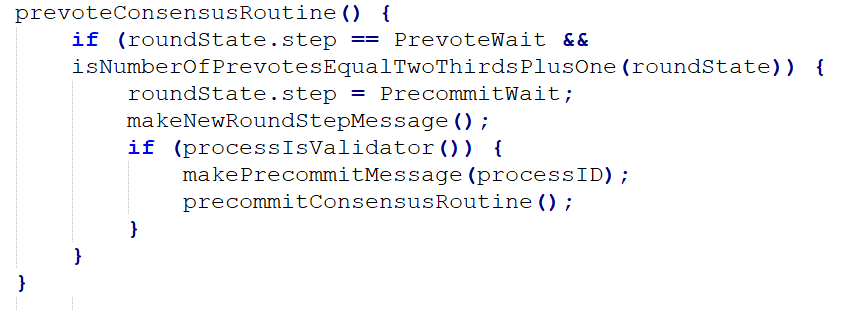 prevoteConsensusRoutine() {
    if (roundState.step == PrevoteWait &&
    isNumberOfPrevotesEqualTwoThirdsPlusOne(roundState)) {
        roundState.step = PrecommitWait;
        makeNewRoundStepMessage();
        if (processIsValidator()) {
            makePrecommitMessage(processID);
            precommitConsensusRoutine();
        }
    }
}